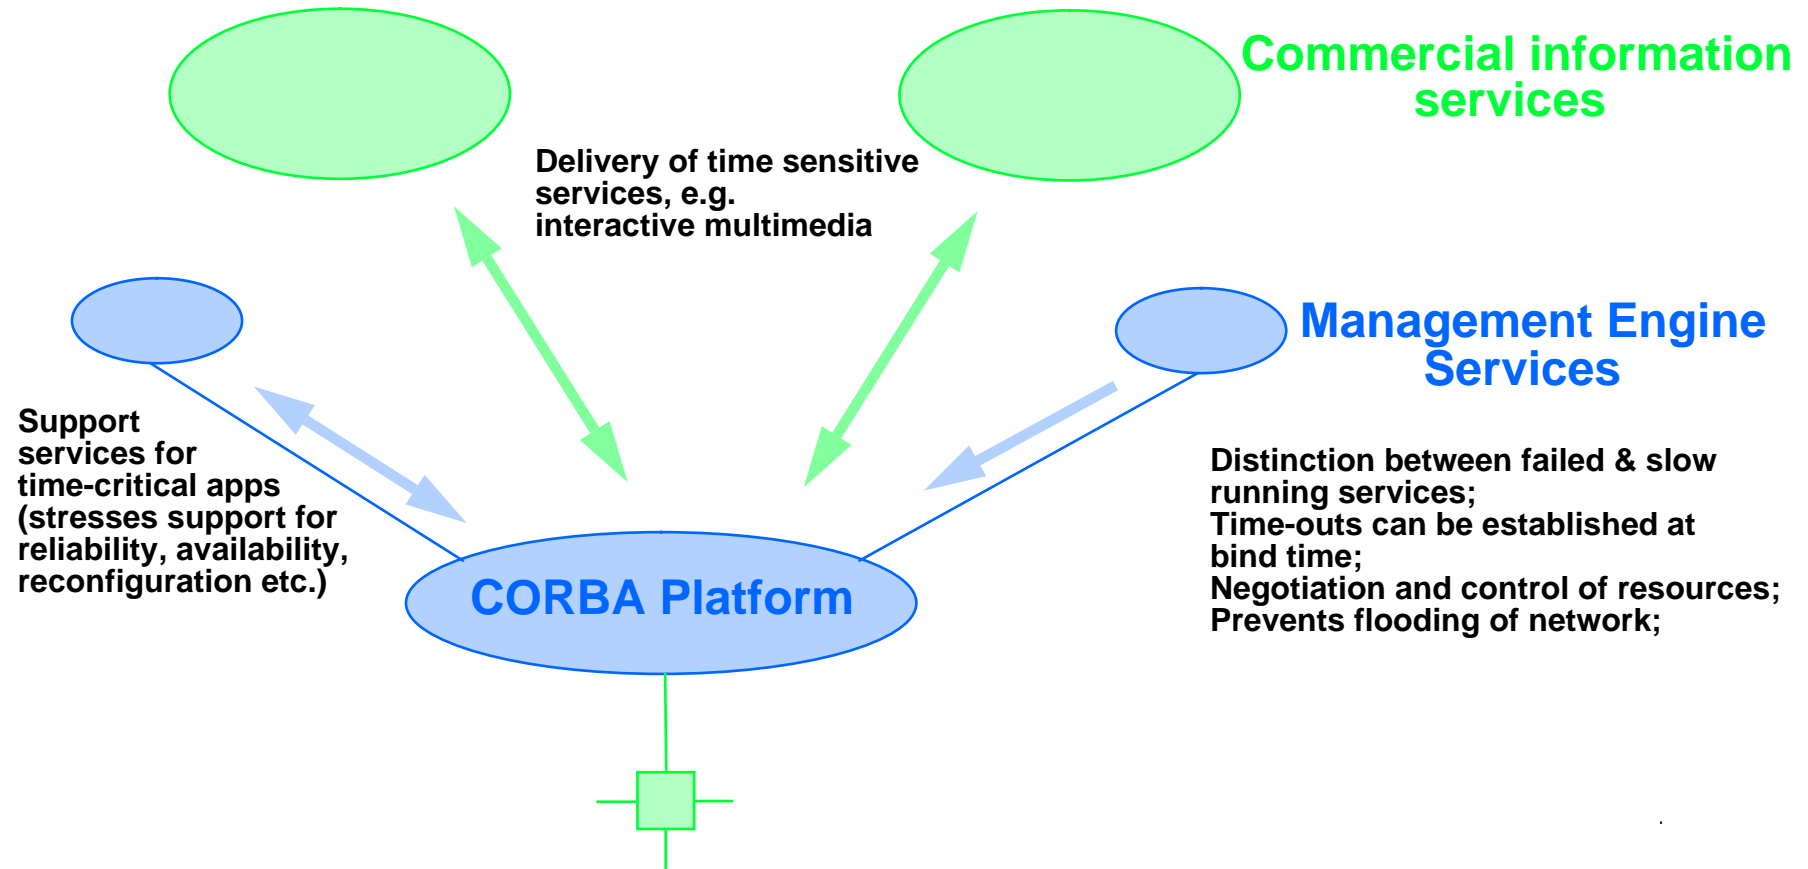 Commercial information
services
Delivery of time sensitive
services, e.g.
interactive multimedia
Management Engine
Services
Support
services for
time-critical apps
(stresses support for
reliability, availability,
reconfiguration etc.)
Distinction between failed & slow
running services;
Time-outs can be established at
bind time;
Negotiation and control of resources;
Prevents flooding of network;
CORBA Platform
.